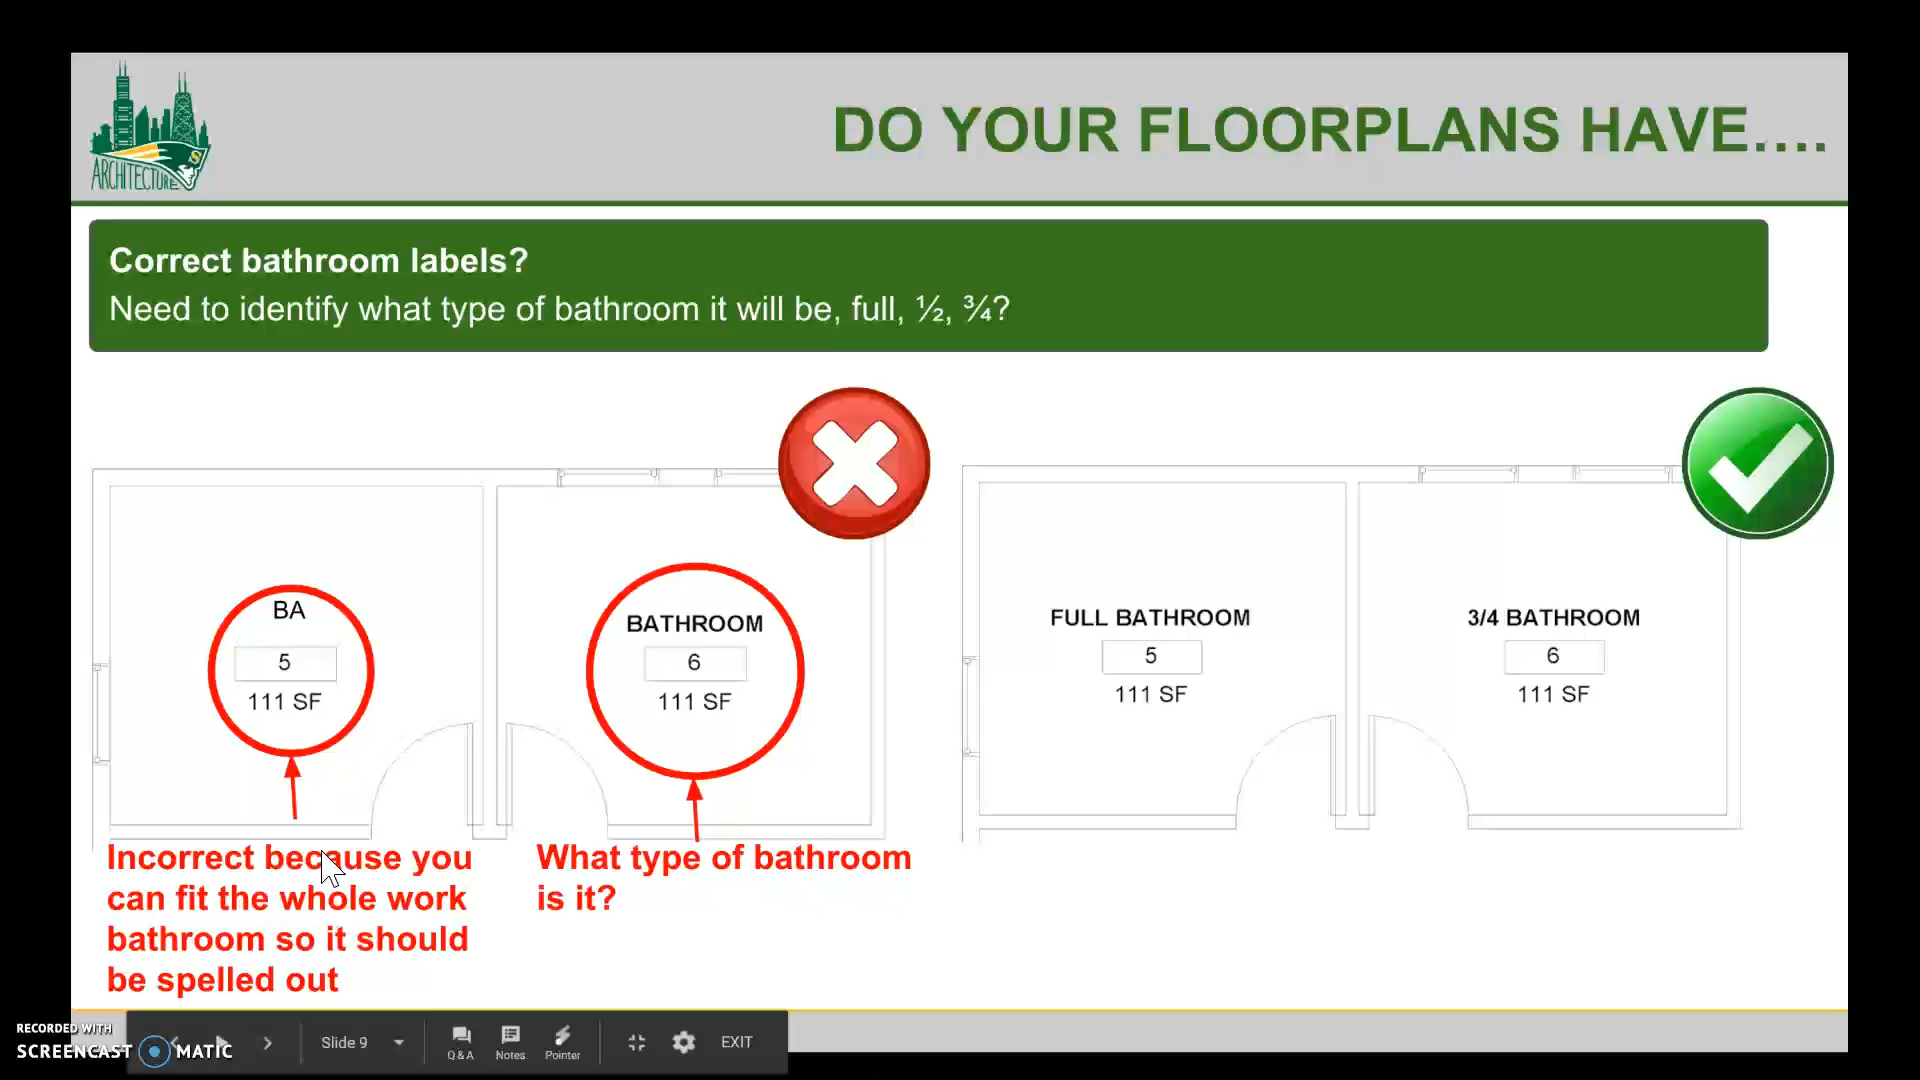 ARCHITECTURE
S
DO YOUR FLOORPLANS HAVE....
Correct bathroom labels?
Need to identify what type of bathroom it will be, full, ½, ¾?
BA
5
111 SF
BATHROOM
6
111 SF
FULL BATHROOM
5
111 SF
3/4 BATHROOM
6
111 SF
Incorrect because you
can fit the whole work
bathroom so it should
be spelled out
What type of bathroom
is it?
RECORDED WITH
SCREENCAST MATIC
Slide 9
Q & A
Notes
Pointer
EXIT